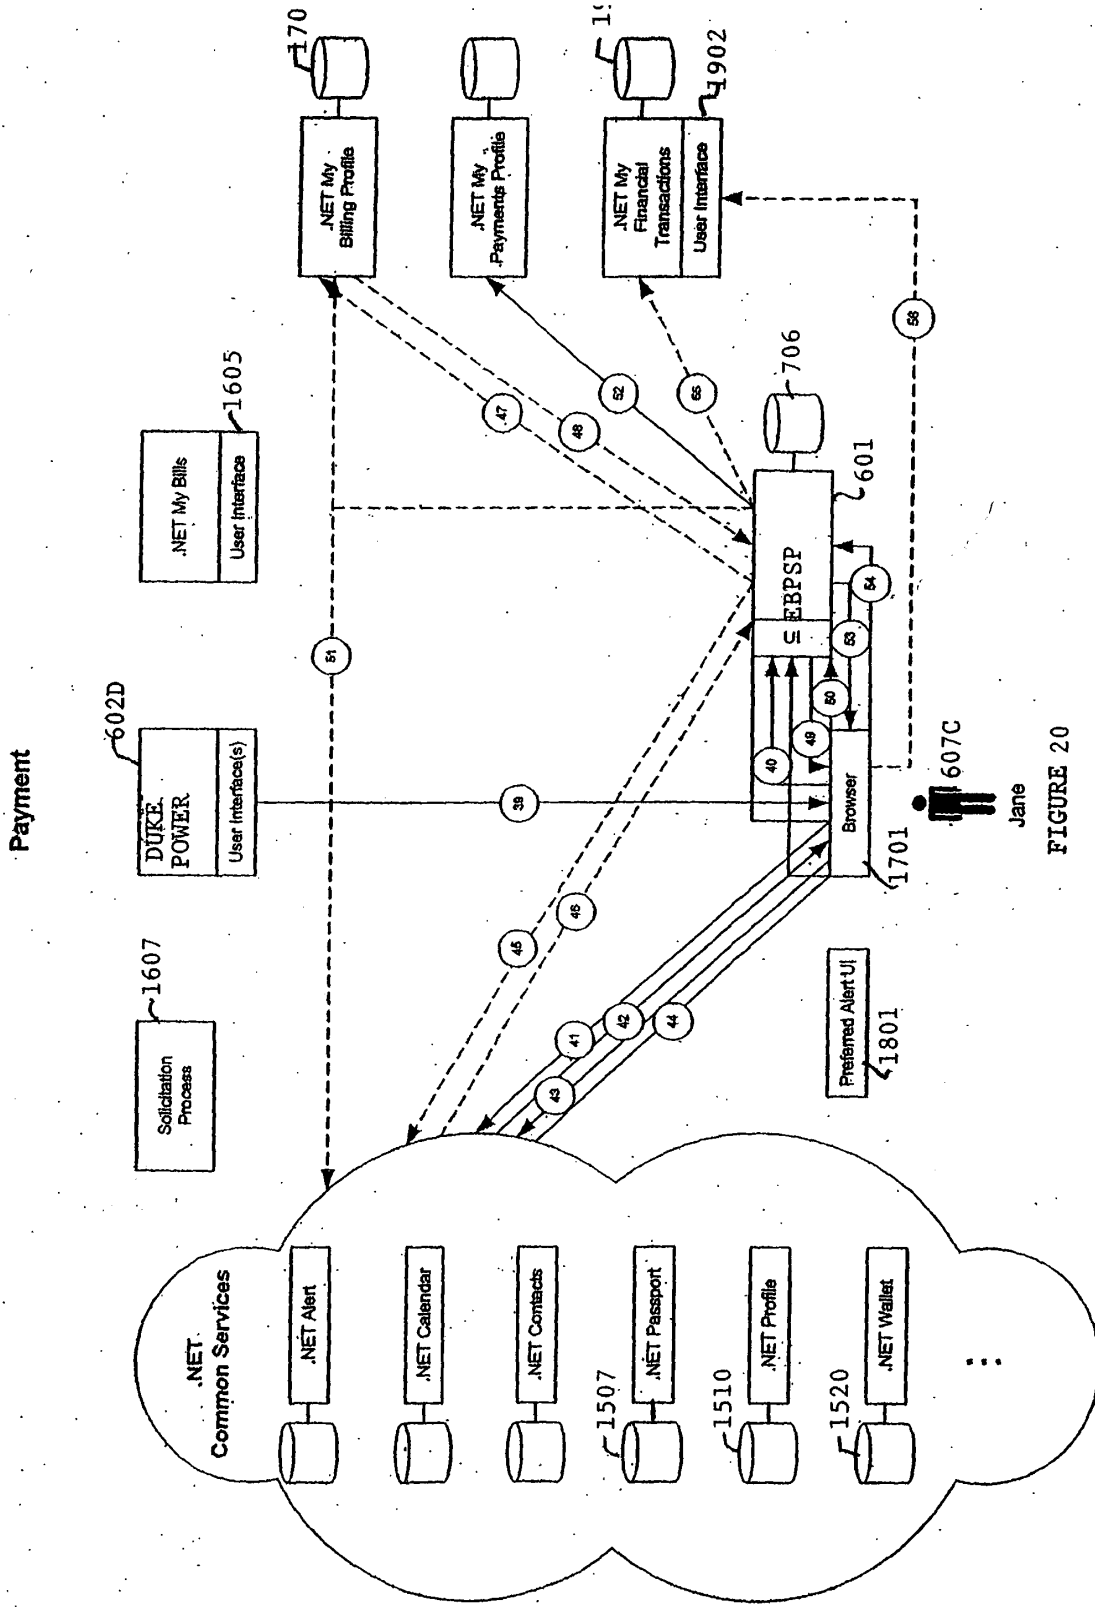 Payment
Solicitation
Process
1607
DUKE
POWER
User Interface(s)
602D
.NET My Bills
User Interface
1605
.NET My
Billing Profile
170
.NET My
Payments Profile
.NET My
Financial
Transactions
User Interface
1902
.NET
Common Services
.NET Alert
.NET Calendar
.NET Contacts
.NET Passport
1507
.NET Profile
1510
.NET Wallet
1520
...
39
40
41
42
43
44
45
46
47
48
49
50
51
52
53
54
55
56
UI
EBPSP
601
706
Browser
1701
Preferred Alert UI
1801
607C
Jane
FIGURE 20